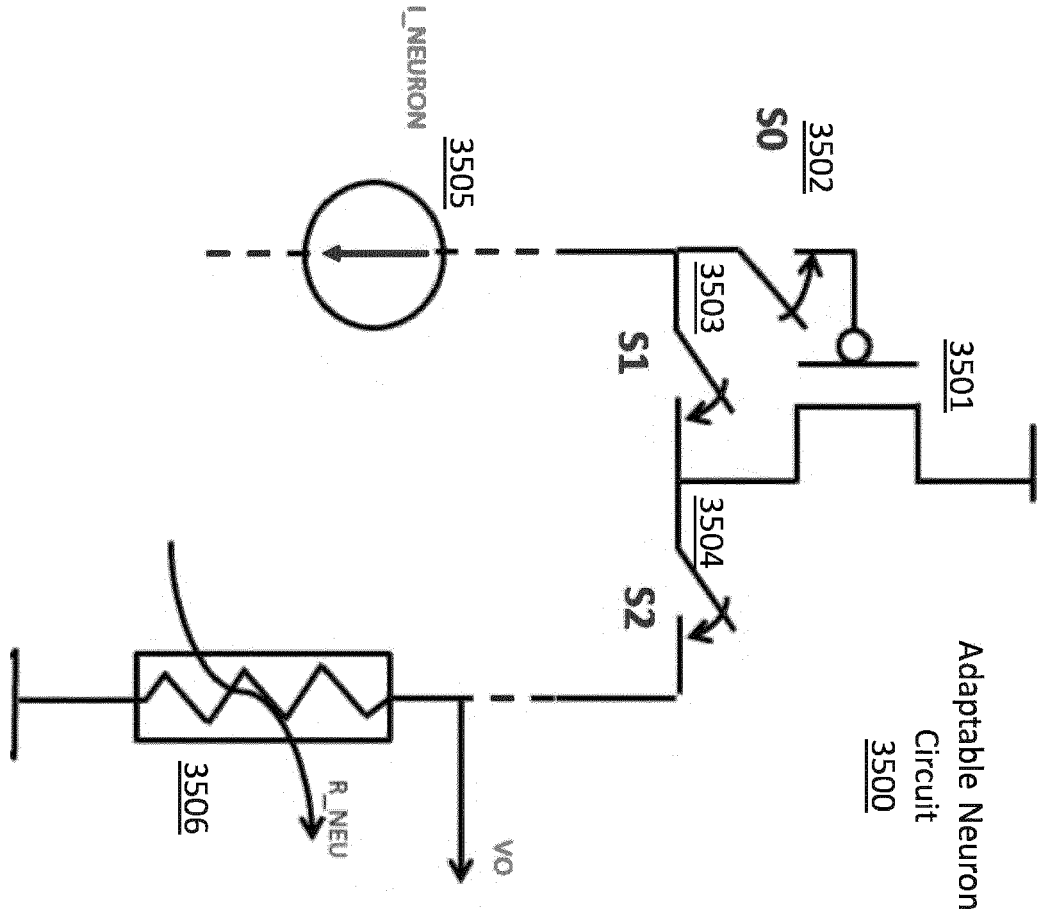 Adaptable Neuron
Circuit
3500
3501
3502
S0
3503
S1
3504
S2
3505
I_NEURON
VO
R_NEU
3506